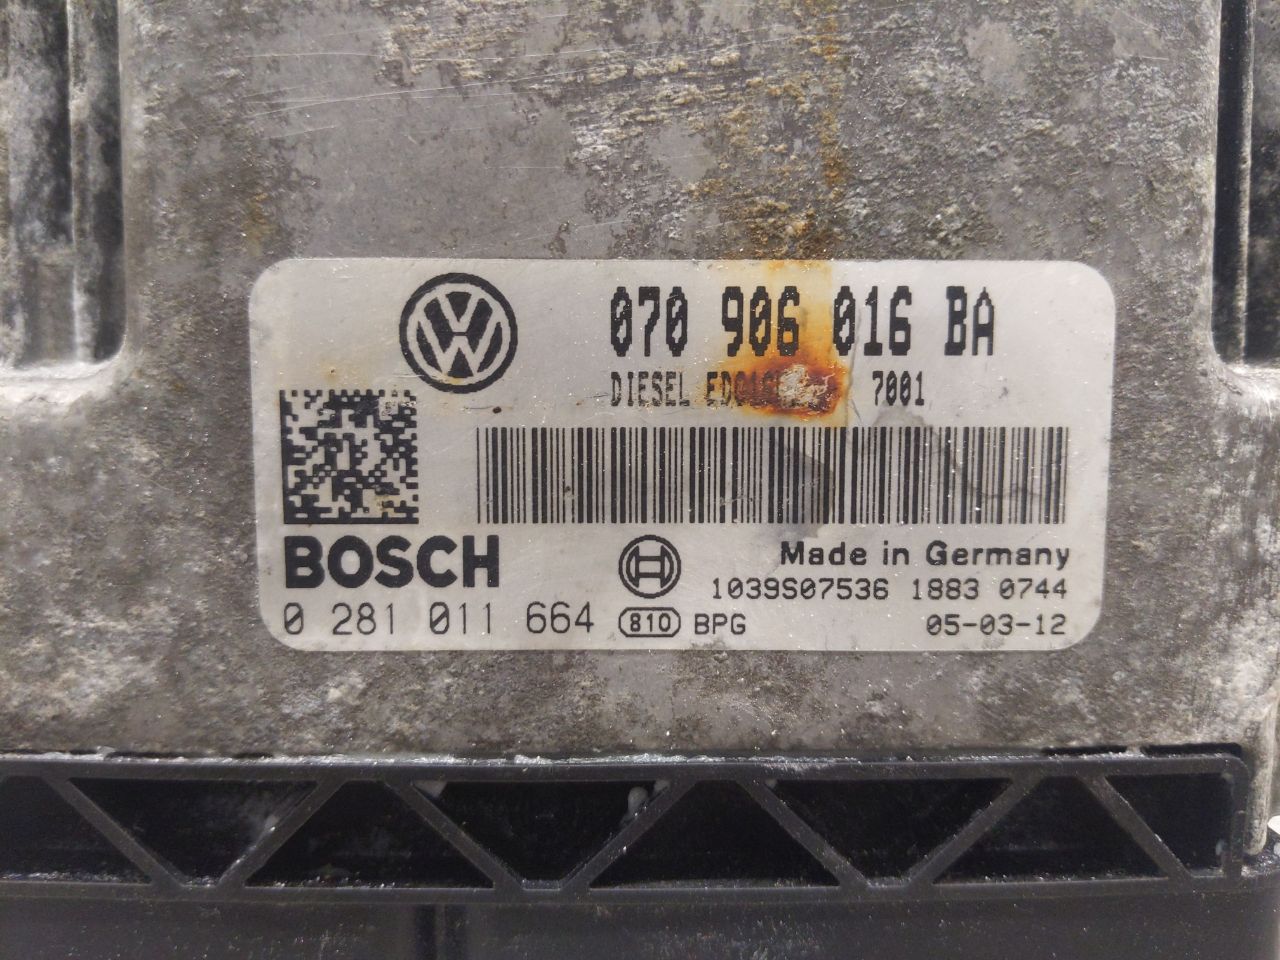 070 906 016 BA
DIESEL 7001
BOSCH
Made in Germany
1039S07536 1883 0744
0 281 011 664 810 BPG 05-03-12